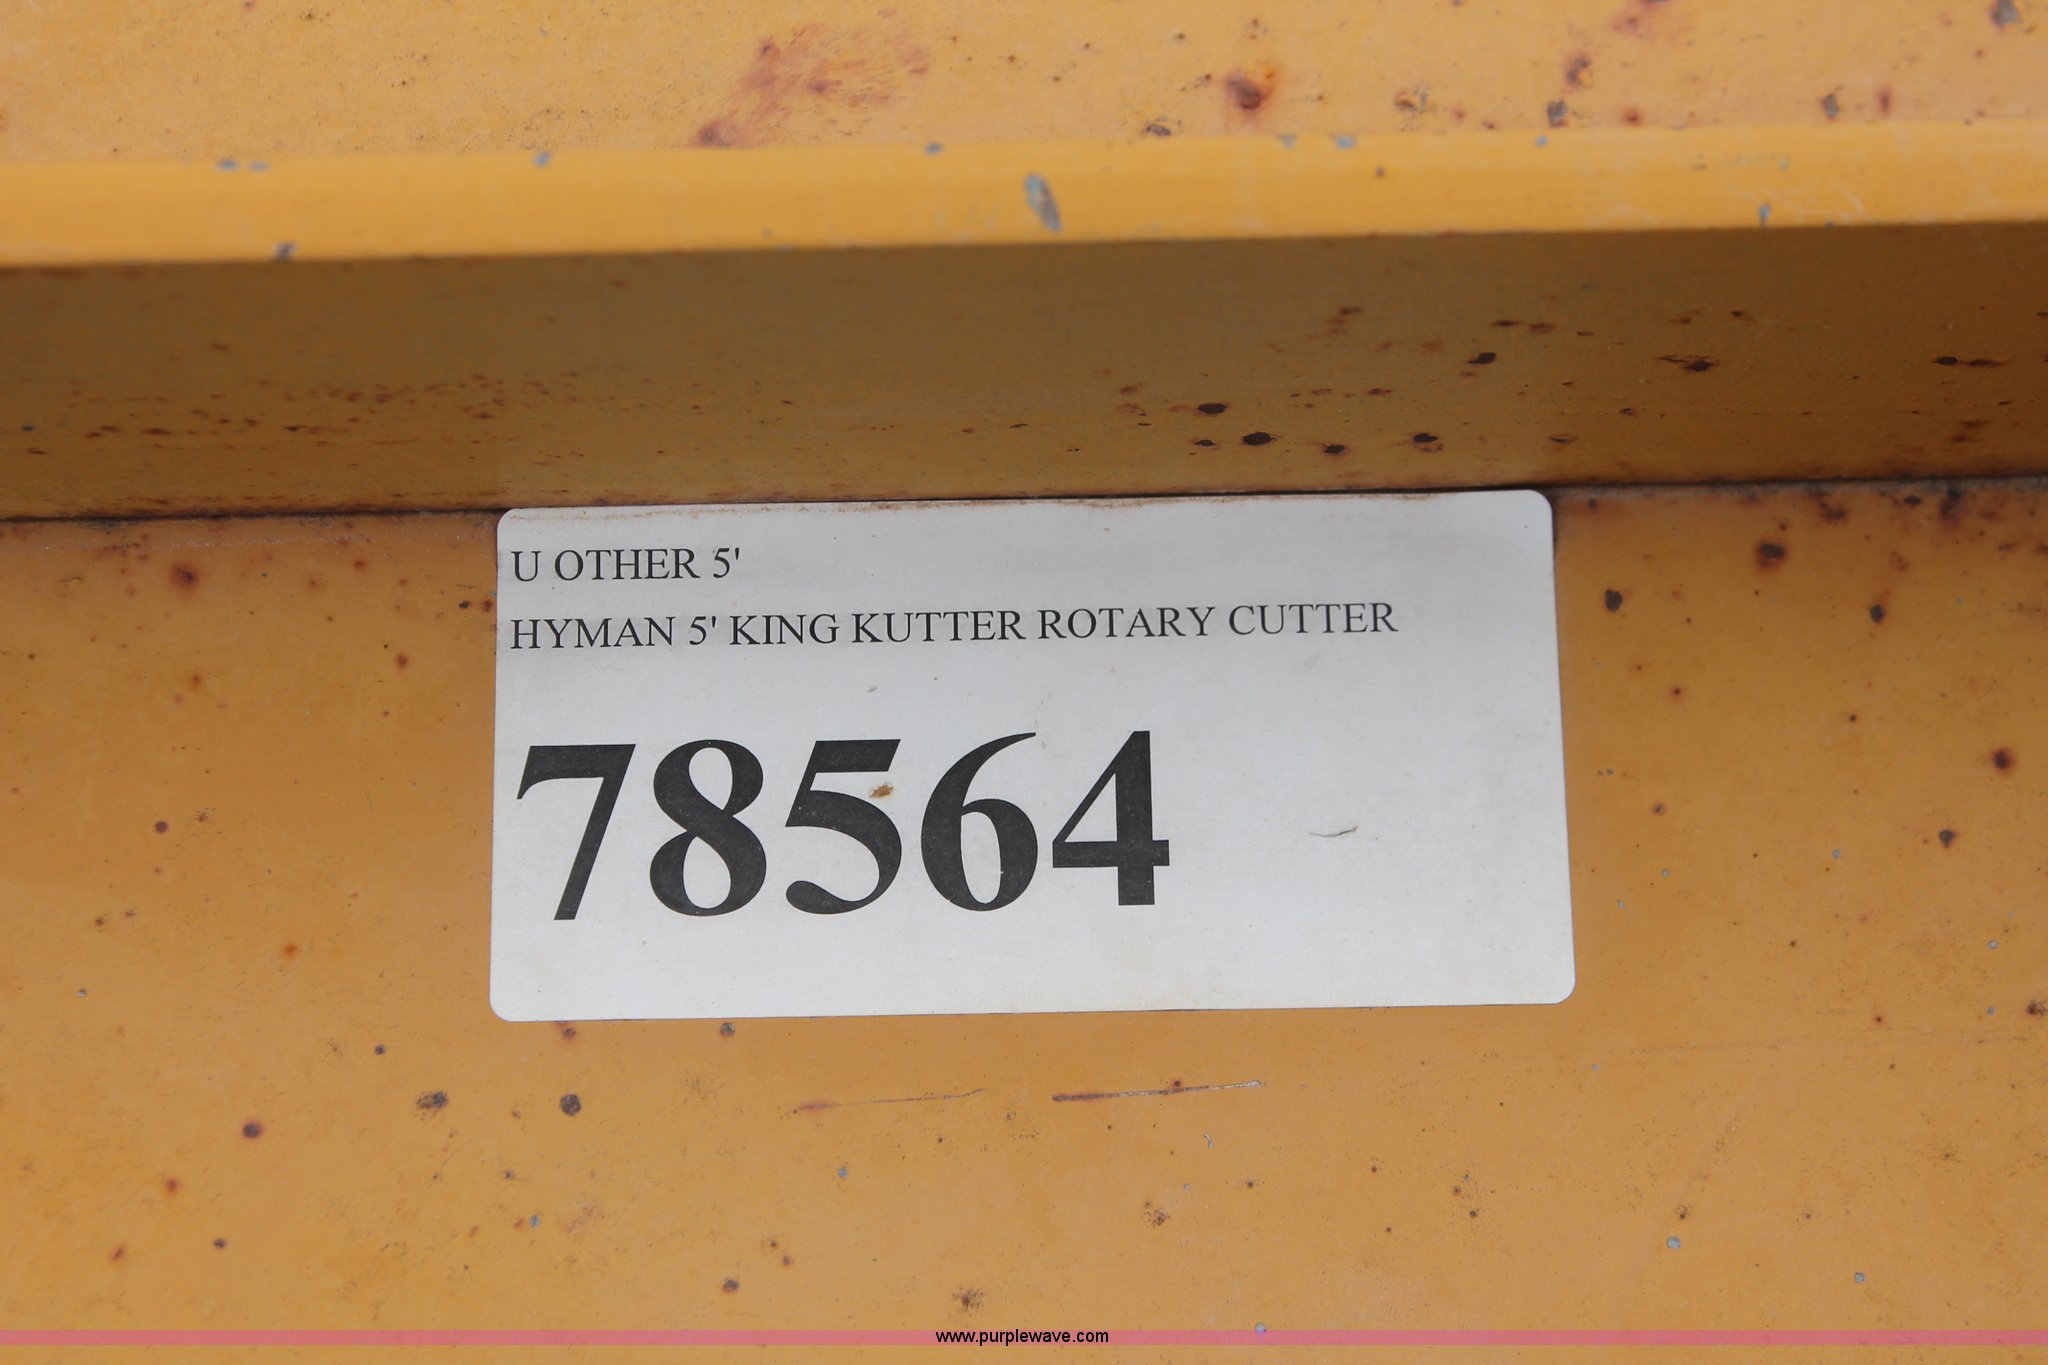 U OTHER 5'
HYMAN 5' KING KUTTER ROTARY CUTTER
78564
www.purplewave.com